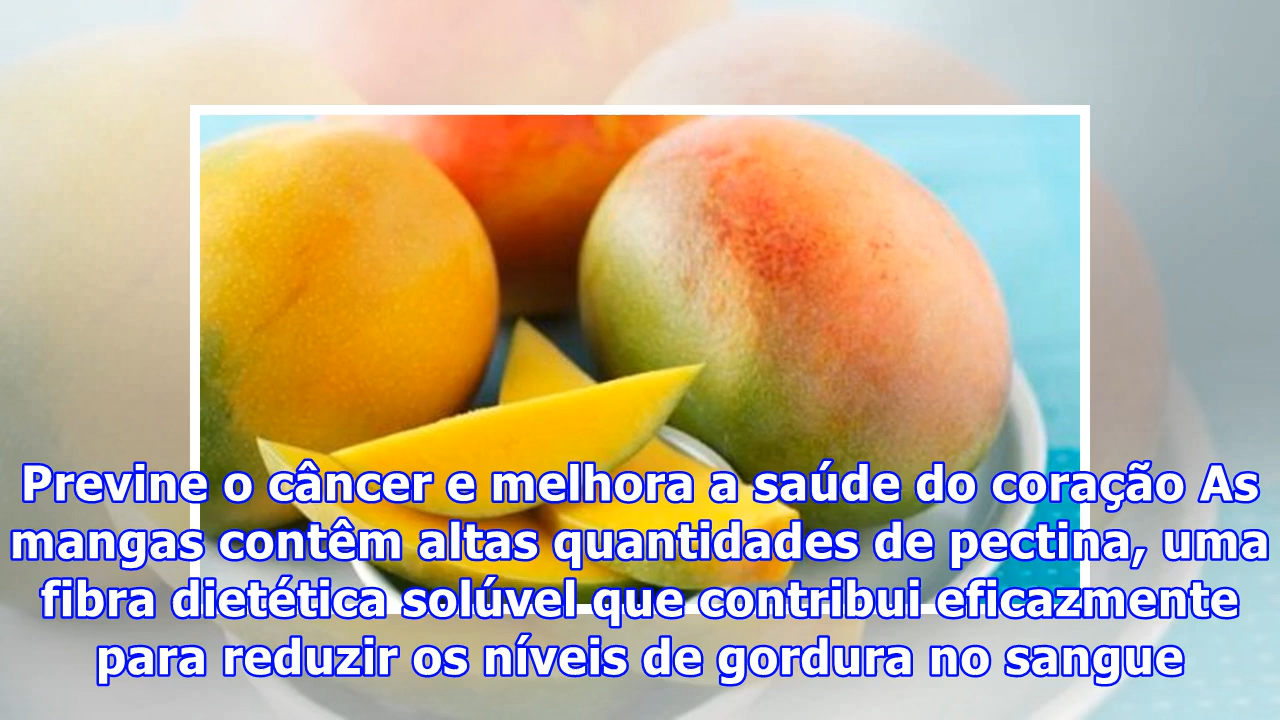 Previne o câncer e melhora a saúde do coração As
mangas contêm altas quantidades de pectina, uma
fibra dietética solúvel que contribui eficazmente
para reduzir os níveis de gordura no sangue